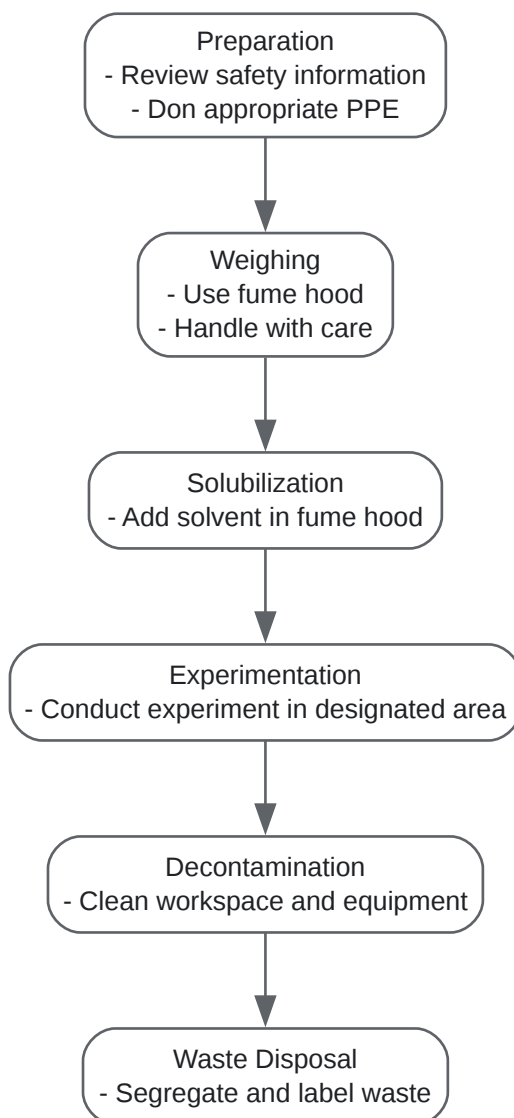 Preparation
- Review safety information
- Don appropriate PPE
Weighing
- Use fume hood
- Handle with care
Solubilization
- Add solvent in fume hood
Experimentation
- Conduct experiment in designated area
Decontamination
- Clean workspace and equipment
Waste Disposal
- Segregate and label waste